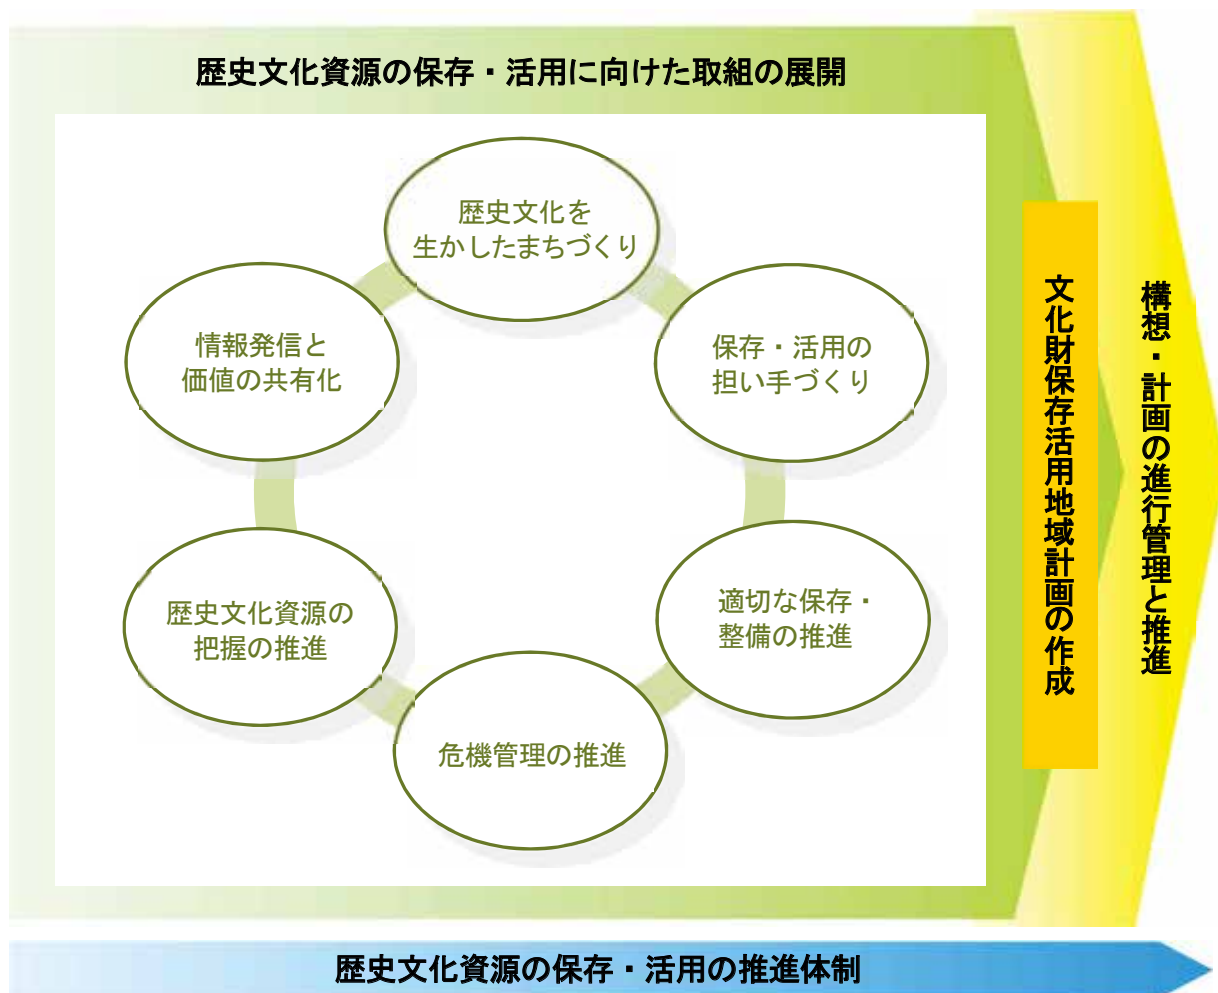 歴史文化資源の保存・活用に向けた取組の展開
歴史文化を
生かしたまちづくり
保存・活用の
担い手づくり
適切な保存・
整備の推進
危機管理の推進
歴史文化資源の
把握の推進
情報発信と
価値の共有化
文化財保存活用地域計画の作成
構想・計画の進行管理と推進
歴史文化資源の保存・活用の推進体制